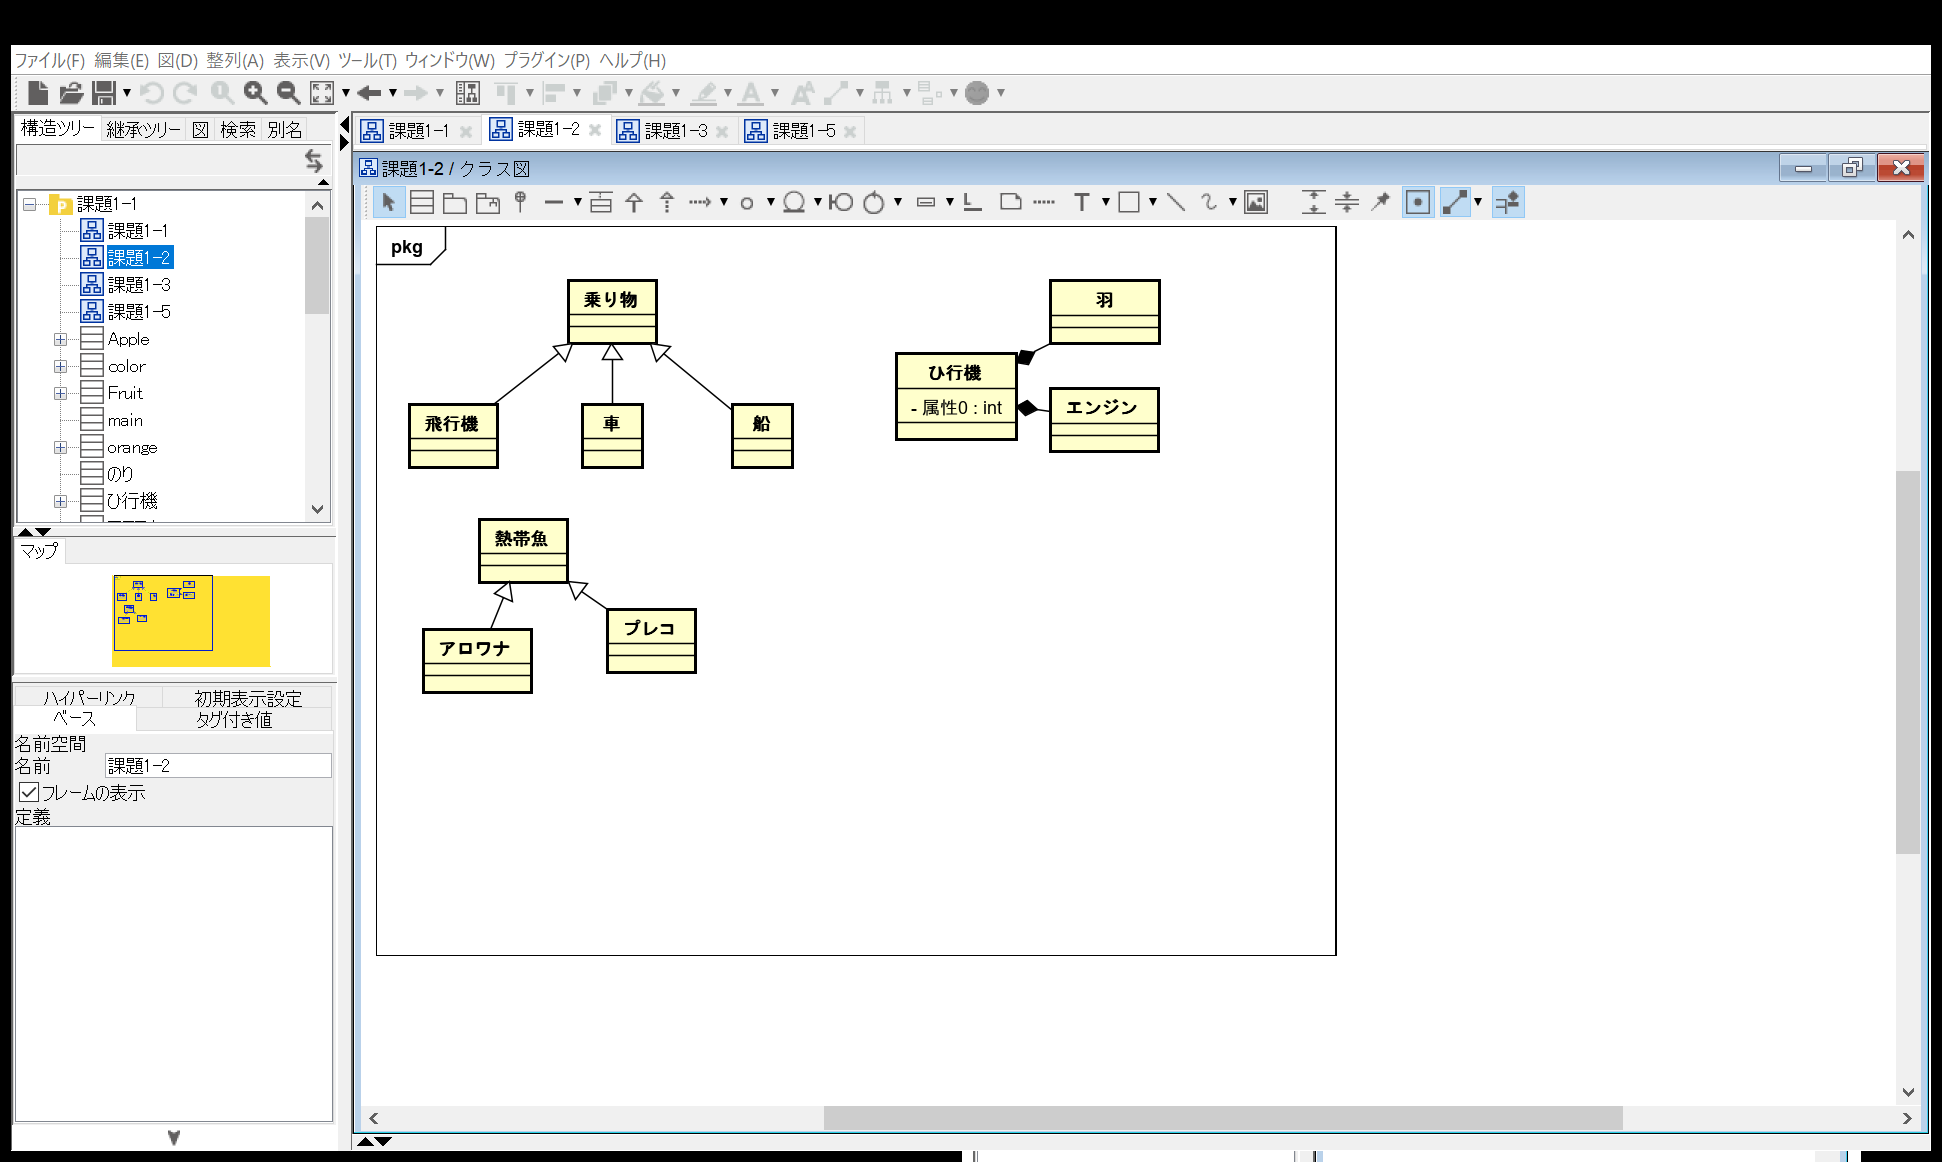 ファイル(F) 編集(E) 図(D) 整列(A) 表示(V) ツール(T) ウィンドウ(W) プラグイン(P) ヘルプ(H)
構造ツリー 継承ツリー 図 検索 別名
課題1-1
課題1-1
課題1-2
課題1-3
課題1-5
Apple
color
Fruit
main
orange
のり
ひ行機
マップ
ハイパーリンク 初期表示設定
ベース タグ付き値
名前空間
名前 課題1-2
フレームの表示
定義
課題1-1 課題1-2 課題1-3 課題1-5
課題1-2 / クラス図
pkg
乗り物
飛行機
車
船
羽
ひ行機
- 属性0 : int
エンジン
熱帯魚
アロワナ
プレコ